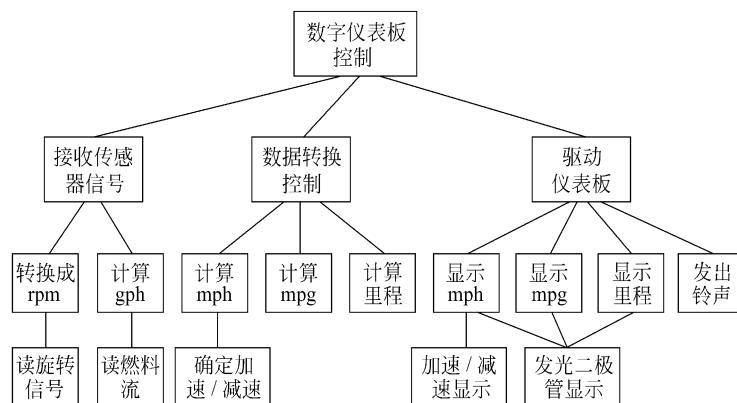 数字仪表板
控制
接收传感
器信号
数据转换
控制
驱动
仪表板
转换成
rpm
计算
gph
计算
mph
计算
mpg
计算
里程
显示
mph
显示
mpg
显示
里程
发出
铃声
读旋转
信号
读燃料
流
确定加
速/减速
加速/减
速显示
发光二极
管显示